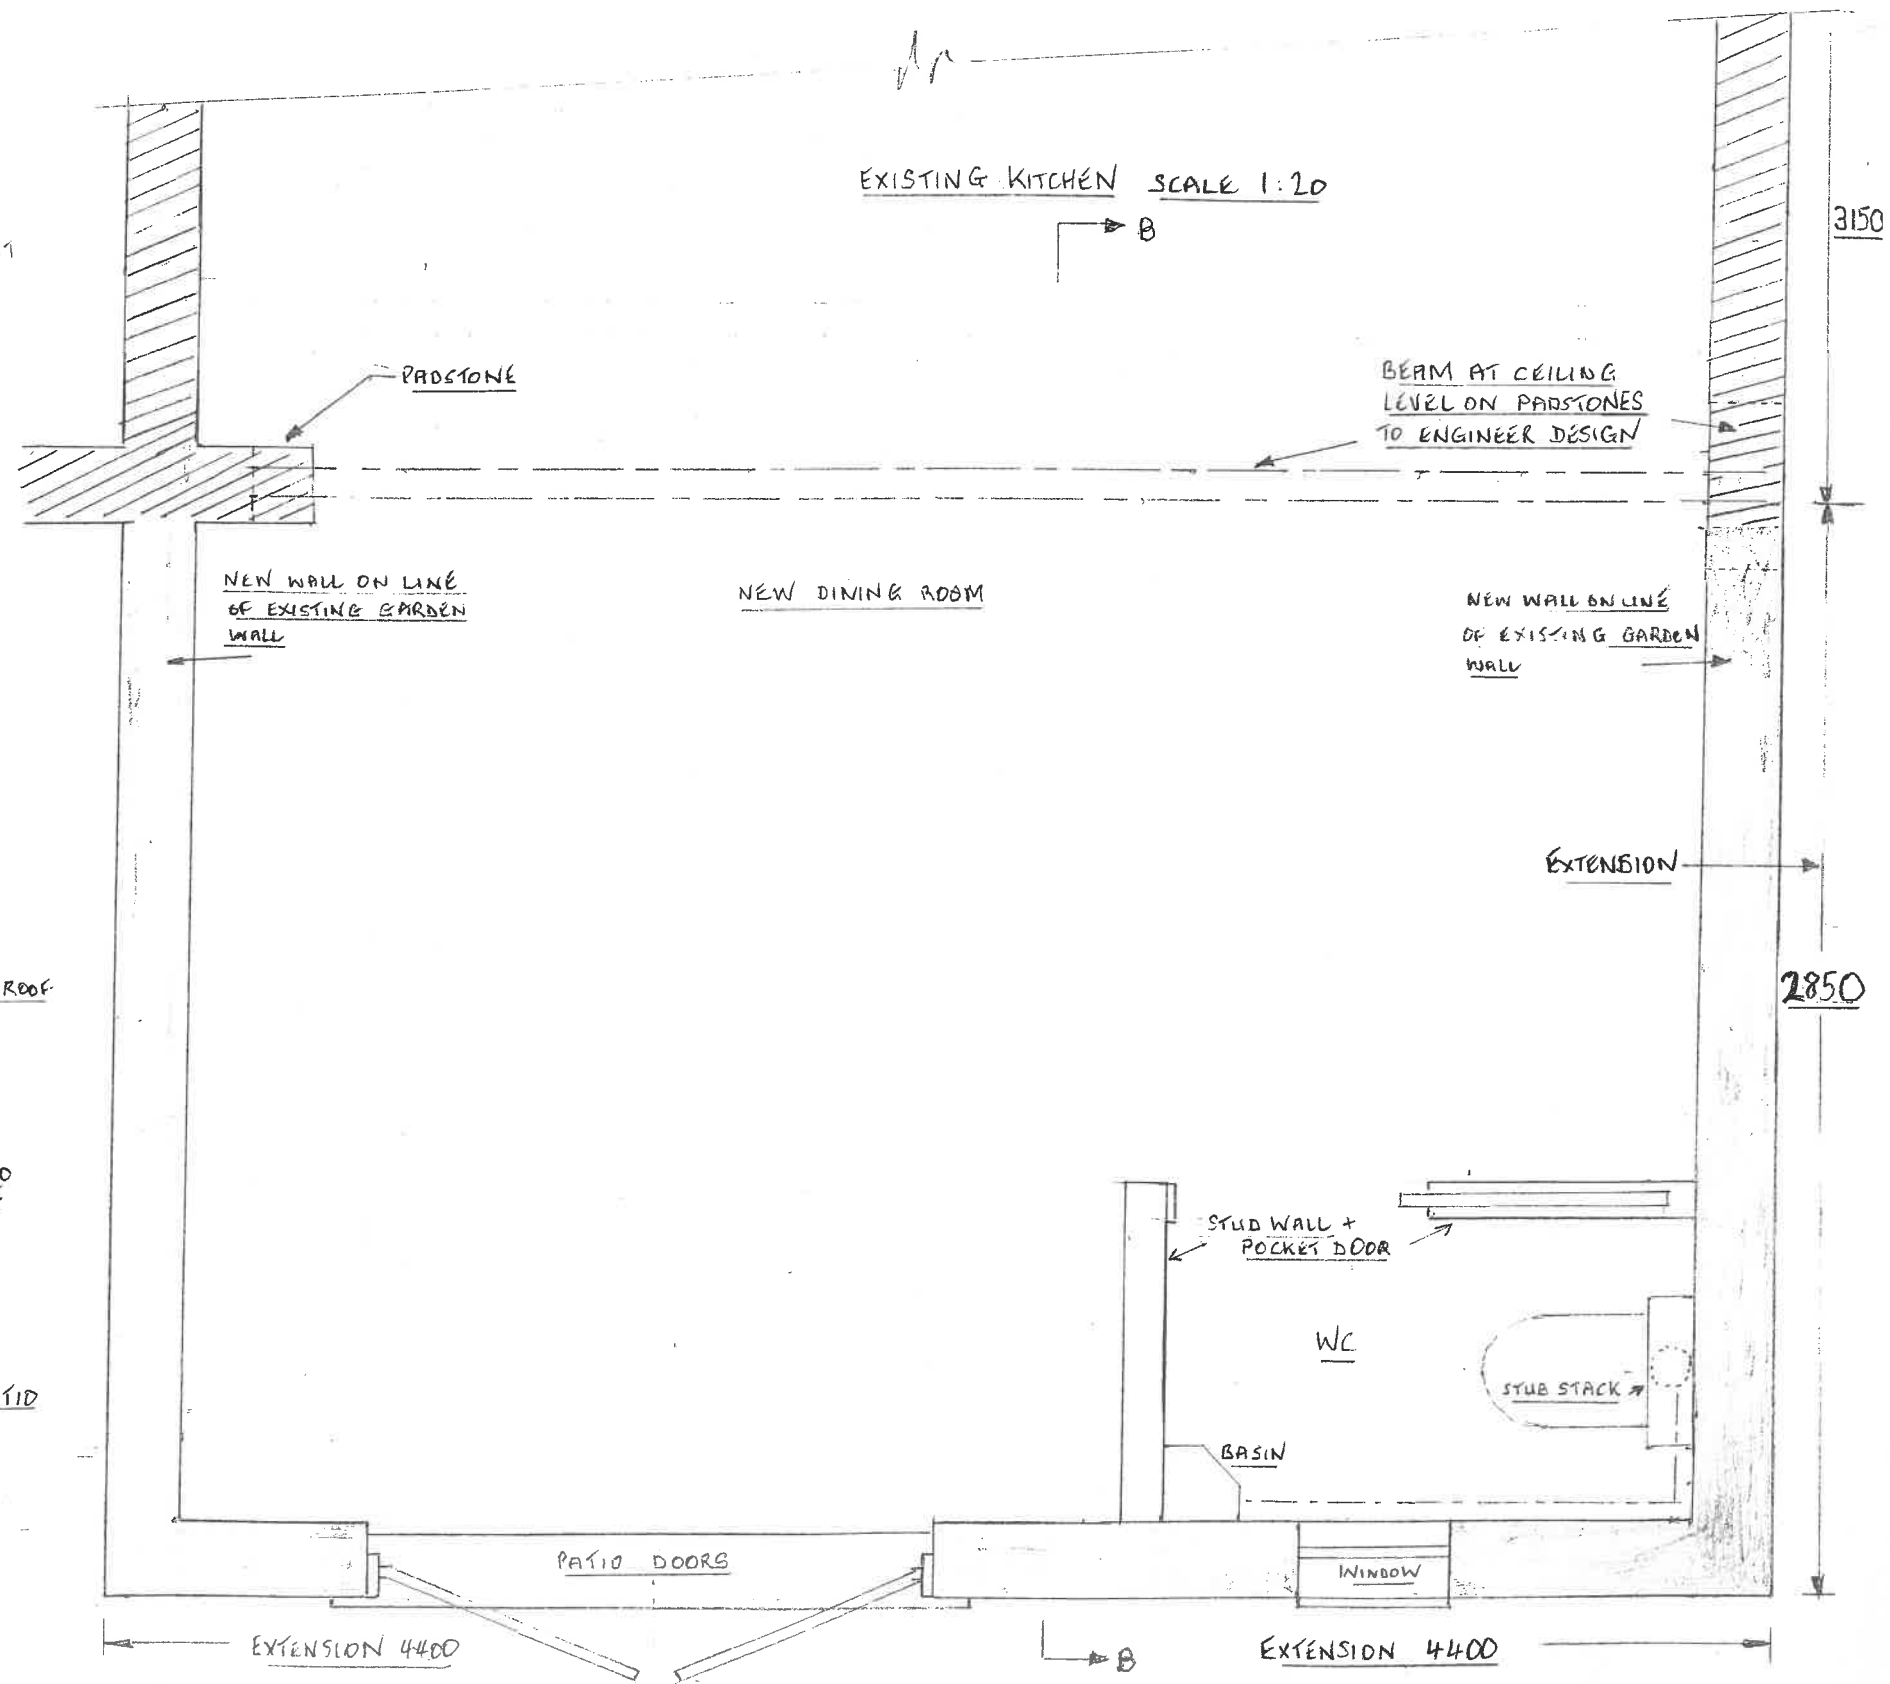 EXISTING KITCHEN SCALE 1:20
B
3150
PADSTONE
BEAM AT CEILING
LEVEL ON PADSTONES
TO ENGINEER DESIGN
NEW WALL ON LINE
OF EXISTING GARDEN
WALL
NEW DINING ROOM
NEW WALL ON LINE
OF EXISTING GARDEN
WALL
EXTENSION
2850
ROOF
STUD WALL +
POCKET DOOR
WC
STUB STACK
BASIN
PATIO DOORS
WINDOW
EXTENSION 4400
B
EXTENSION 4400